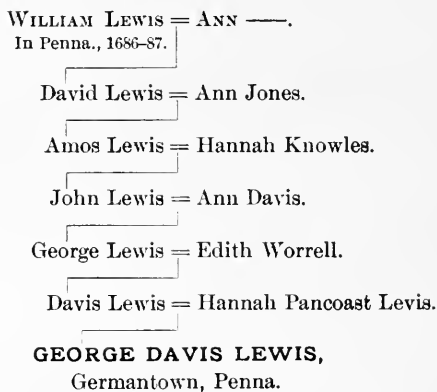 WILLIAM LEWIS = ANN ——.
In Penna., 1686–87.
David Lewis = Ann Jones.
Amos Lewis = Hannah Knowles.
John Lewis = Ann Davis.
George Lewis = Edith Worrell.
Davis Lewis = Hannah Pancoast Levis.
GEORGE DAVIS LEWIS,
Germantown, Penna.